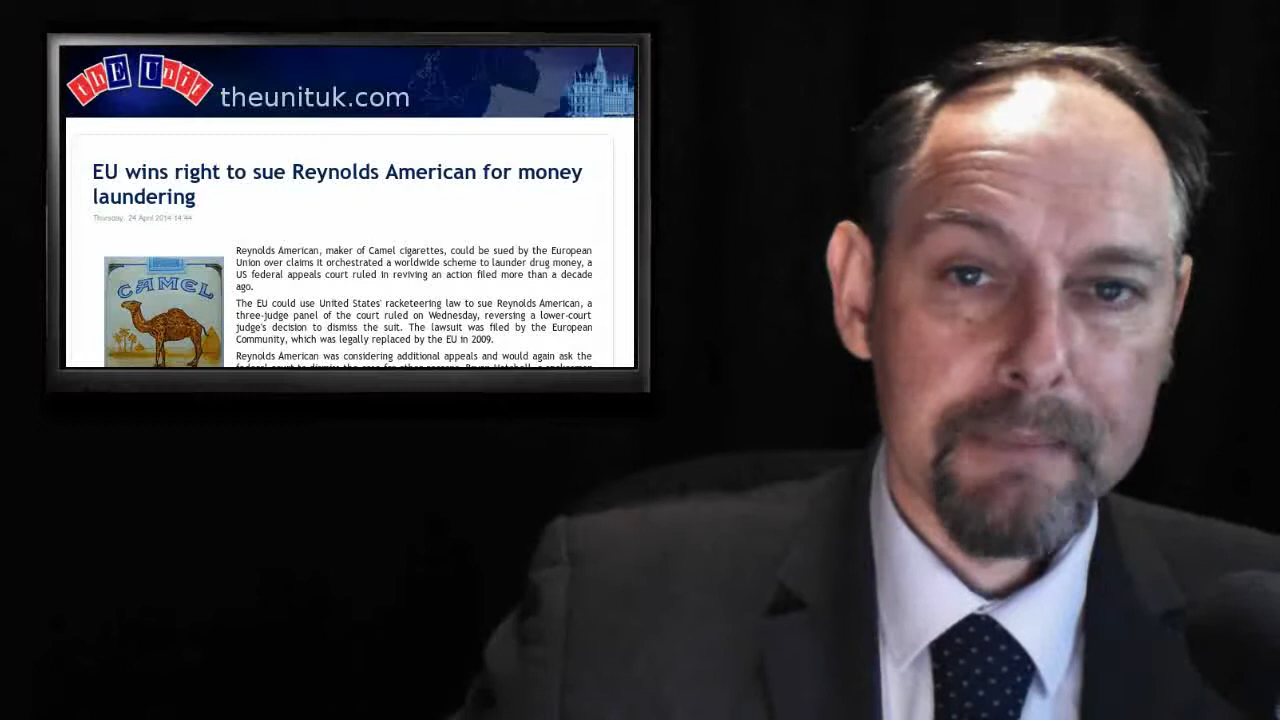 thE Unit
theunituk.com
EU wins right to sue Reynolds American for money
laundering
Thursday, 24 April 2014 14:44
Reynolds American, maker of Camel cigarettes, could be sued by the European
Union over claims it orchestrated a worldwide scheme to launder drug money, a
US federal appeals court ruled in reviving an action filed more than a decade
ago.
CAMEL
The EU could use United States' racketeering law to sue Reynolds American, a
three-judge panel of the court ruled on Wednesday, reversing a lower-court
judge's decision to dismiss the suit. The lawsuit was filed by the European
Community, which was legally replaced by the EU in 2009.
Reynolds American was considering additional appeals and would again ask the